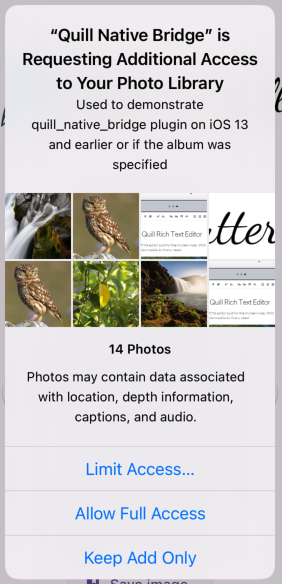 “Quill Native Bridge” is
Requesting Additional Access
to Your Photo Library
Used to demonstrate
quill_native_bridge plugin on iOS 13
and earlier or if the album was
specified
Quill Rich Text Editor
utter
Quill Rich Text Editor
14 Photos
Photos may contain data associated
with location, depth information,
captions, and audio.
Limit Access...
Allow Full Access
Keep Add Only
Save image